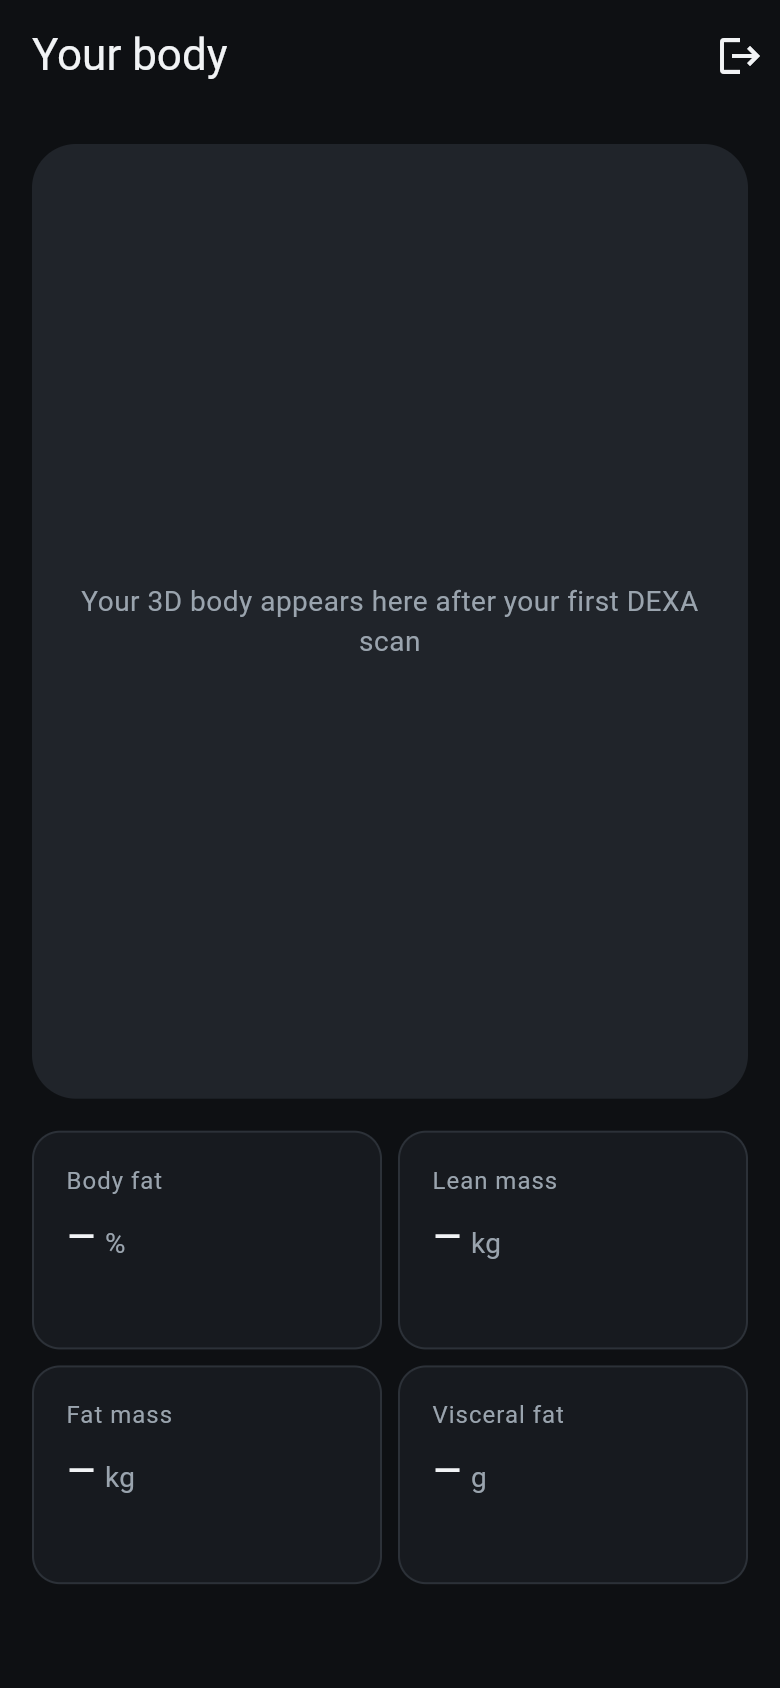 Your body
Your 3D body appears here after your first DEXA
scan
Body fat
– %
Lean mass
– kg
Fat mass
– kg
Visceral fat
– g